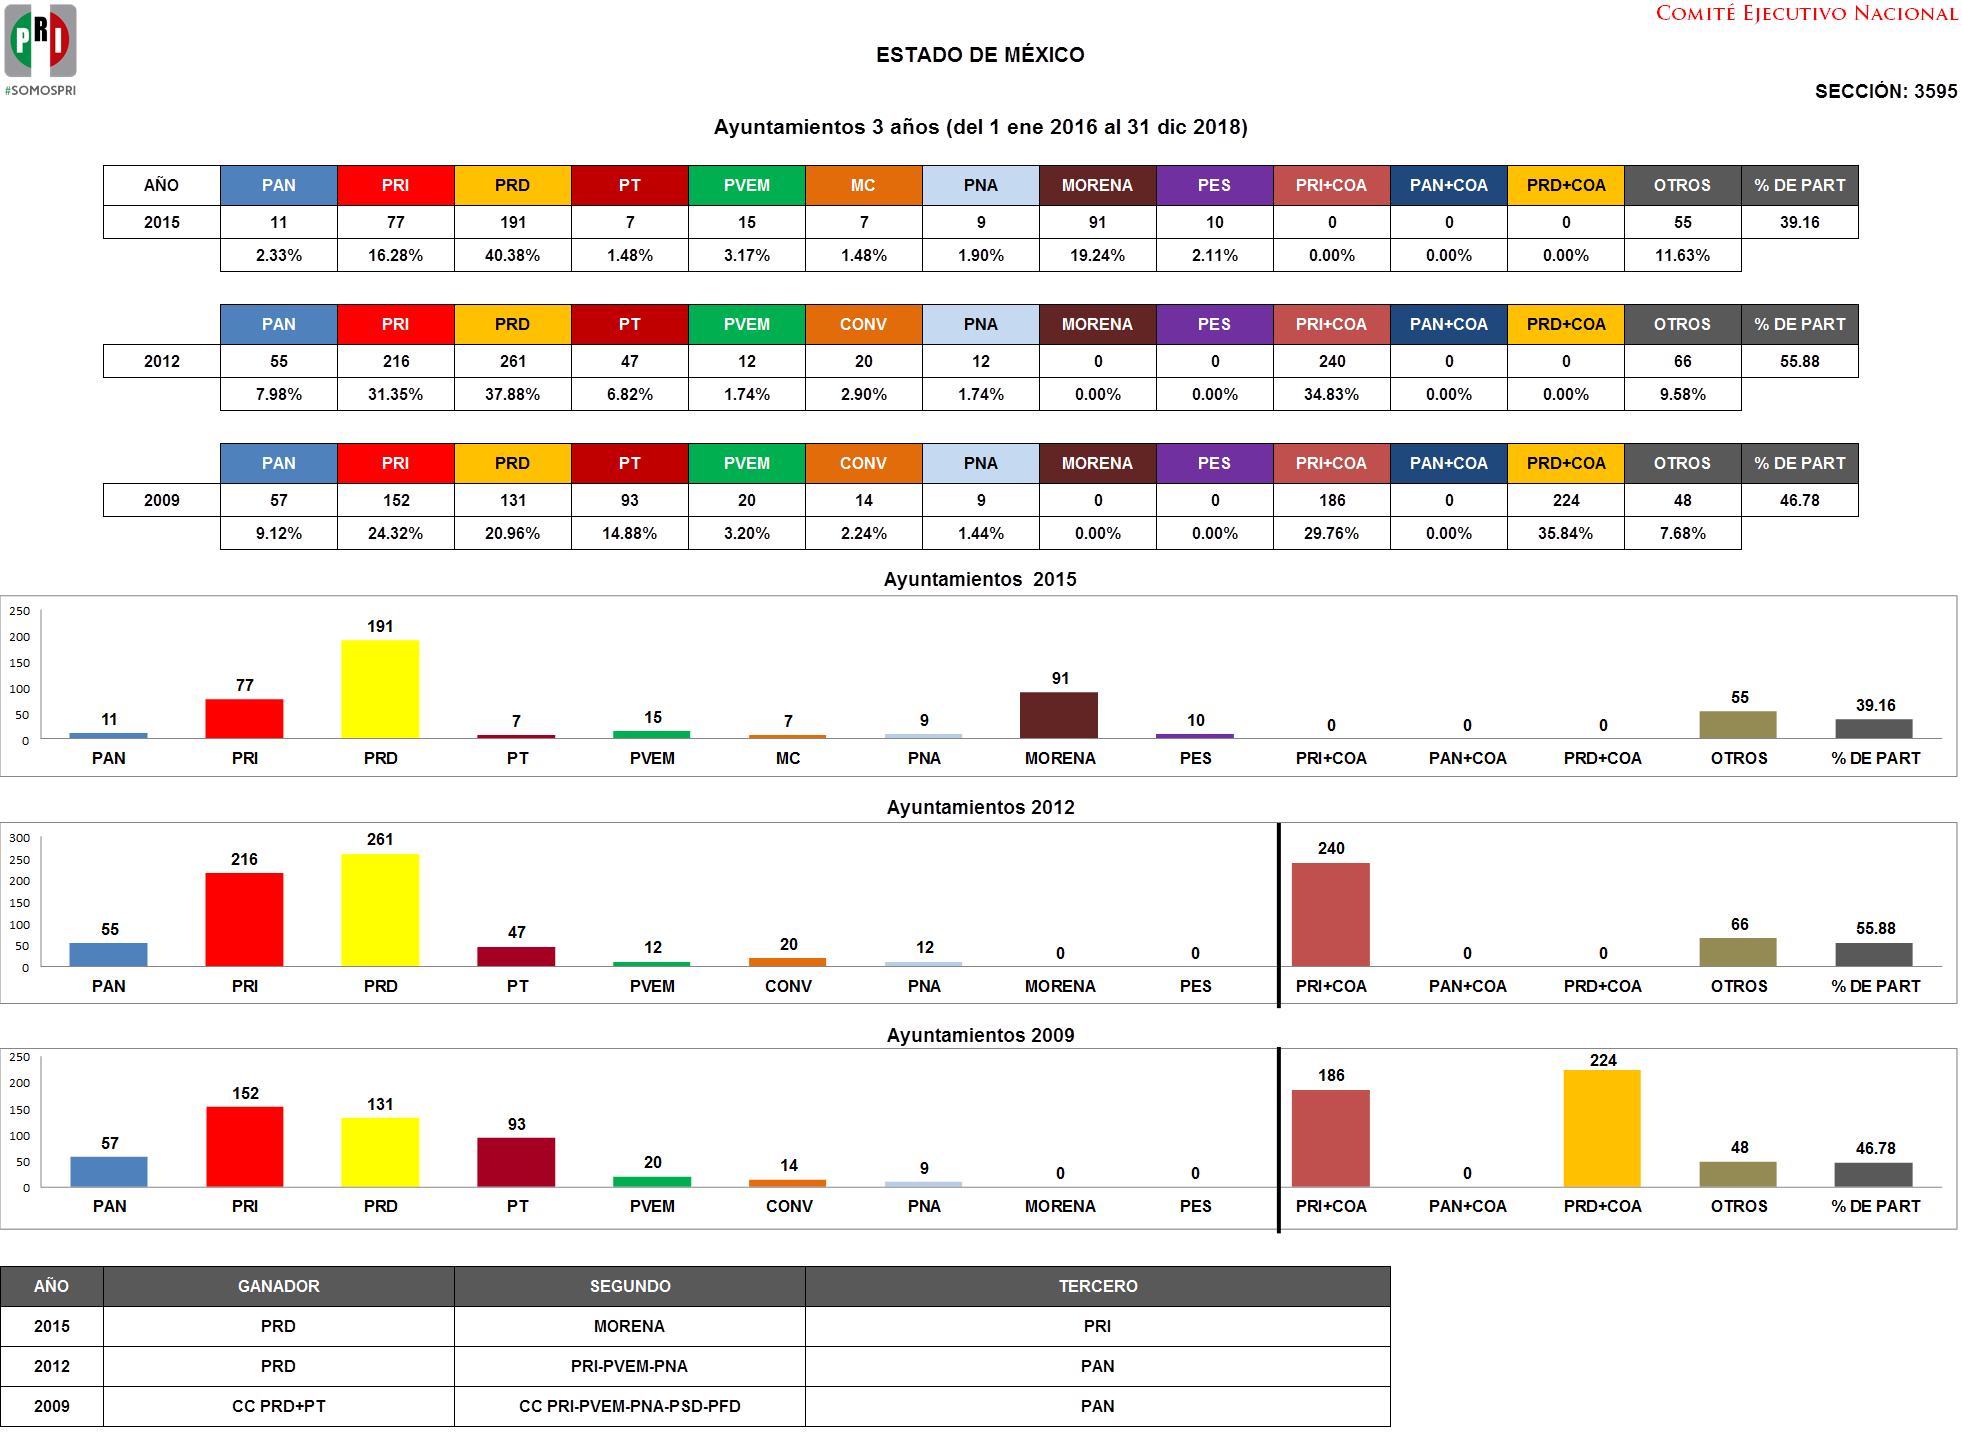 PRI
#SOMOSPRI
COMITÉ EJECUTIVO NACIONAL
ESTADO DE MÉXICO
SECCIÓN: 3595
Ayuntamientos 3 años (del 1 ene 2016 al 31 dic 2018)
AÑO PAN PRI PRD PT PVEM MC PNA MORENA PES PRI+COA PAN+COA PRD+COA OTROS % DE PART
2015 11 77 191 7 15 7 9 91 10 0 0 0 55 39.16
2.33% 16.28% 40.38% 1.48% 3.17% 1.48% 1.90% 19.24% 2.11% 0.00% 0.00% 0.00% 11.63%
PAN PRI PRD PT PVEM CONV PNA MORENA PES PRI+COA PAN+COA PRD+COA OTROS % DE PART
2012 55 216 261 47 12 20 12 0 0 240 0 0 66 55.88
7.98% 31.35% 37.88% 6.82% 1.74% 2.90% 1.74% 0.00% 0.00% 34.83% 0.00% 0.00% 9.58%
PAN PRI PRD PT PVEM CONV PNA MORENA PES PRI+COA PAN+COA PRD+COA OTROS % DE PART
2009 57 152 131 93 20 14 9 0 0 186 0 224 48 46.78
9.12% 24.32% 20.96% 14.88% 3.20% 2.24% 1.44% 0.00% 0.00% 29.76% 0.00% 35.84% 7.68%
Ayuntamientos 2015
250
200
150
100
50
0
11 77 191 7 15 7 9 91 10 0 0 0 55 39.16
PAN PRI PRD PT PVEM MC PNA MORENA PES PRI+COA PAN+COA PRD+COA OTROS % DE PART
Ayuntamientos 2012
300
250
200
150
100
50
0
55 216 261 47 12 20 12 0 0 240 0 0 66 55.88
PAN PRI PRD PT PVEM CONV PNA MORENA PES PRI+COA PAN+COA PRD+COA OTROS % DE PART
Ayuntamientos 2009
250
200
150
100
50
0
57 152 131 93 20 14 9 0 0 186 0 224 48 46.78
PAN PRI PRD PT PVEM CONV PNA MORENA PES PRI+COA PAN+COA PRD+COA OTROS % DE PART
AÑO GANADOR SEGUNDO TERCERO
2015 PRD MORENA PRI
2012 PRD PRI-PVEM-PNA PAN
2009 CC PRD+PT CC PRI-PVEM-PNA-PSD-PFD PAN